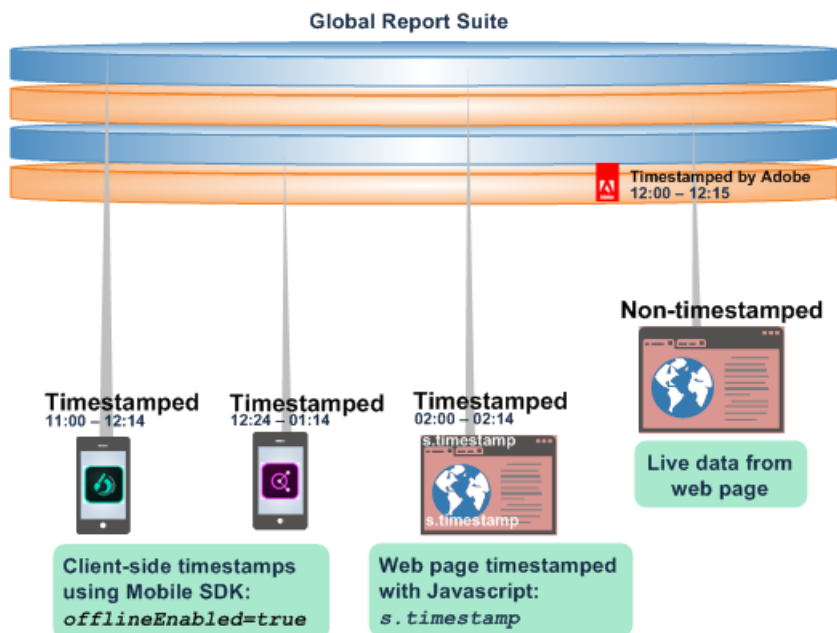 Global Report Suite
Timestamped by Adobe
12:00 – 12:15
Non-timestamped
Timestamped
11:00 – 12:14
Timestamped
12:24 – 01:14
Timestamped
02:00 – 02:14
s.timestamp
s.timestamp
Live data from
web page
Client-side timestamps
using Mobile SDK:
offlineEnabled=true
Web page timestamped
with Javascript:
s.timestamp